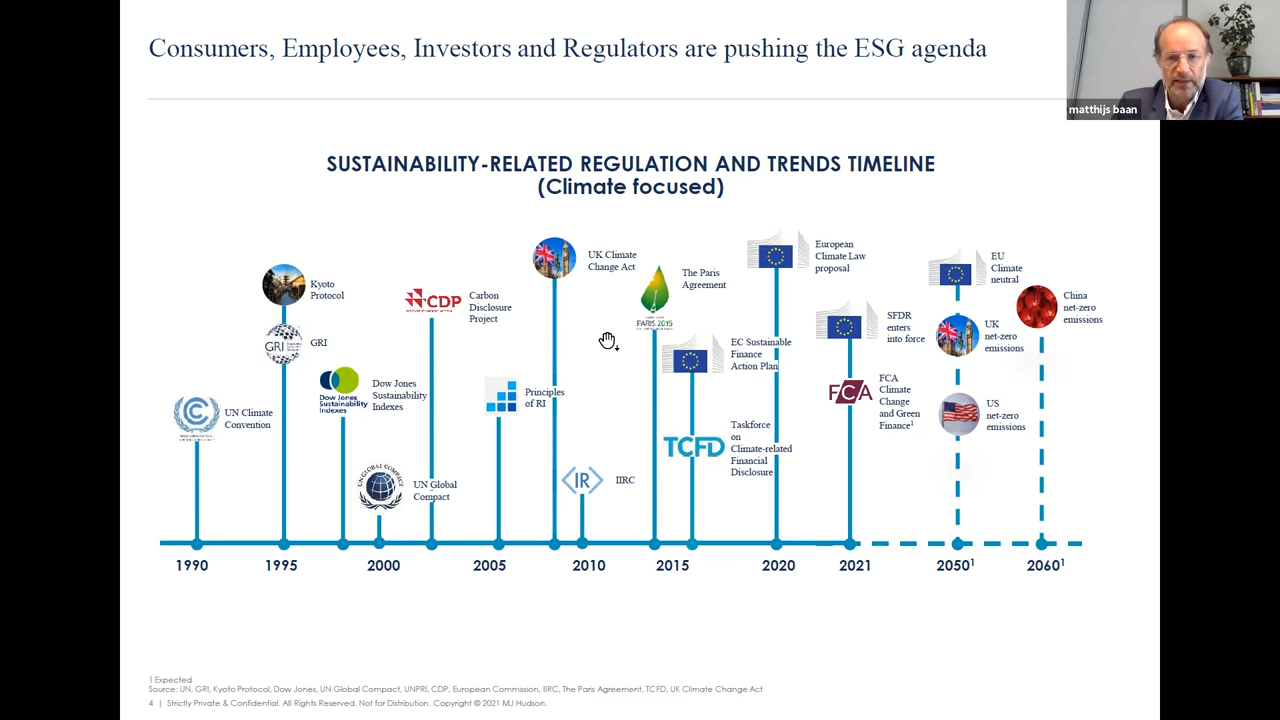 Consumers, Employees, Investors and Regulators are pushing the ESG agenda
matthijs baan
SUSTAINABILITY-RELATED REGULATION AND TRENDS TIMELINE
(Climate focused)
UN Climate
Convention
Kyoto
Protocol
GRI
GRI
Dow Jones
Sustainability
Indexes
Dow Jones
Sustainability
Indexes
UN GLOBAL COMPACT
UN Global
Compact
CDP
Carbon
Disclosure
Project
Principles
of RI
UK Climate
Change Act
IR
IIRC
PARIS 2015
The Paris
Agreement
EC Sustainable
Finance
Action Plan
TCFD
Taskforce
on
Climate-related
Financial
Disclosure
European
Climate Law
proposal
SFDR
enters
into force
FCA
FCA
Climate
Change
and Green
Finance1
EU
Climate
neutral
UK
net-zero
emissions
US
net-zero
emissions
China
net-zero
emissions
1990
1995
2000
2005
2010
2015
2020
2021
20501
20601
1 Expected
Source: UN, GRI, Kyoto Protocol, Dow Jones, UN Global Compact, UNPRI, CDP, European Commission, IIRC, The Paris Agreement, TCFD, UK Climate Change Act
4 | Strictly Private & Confidential. All Rights Reserved. Not for Distribution. Copyright © 2021 MJ Hudson.